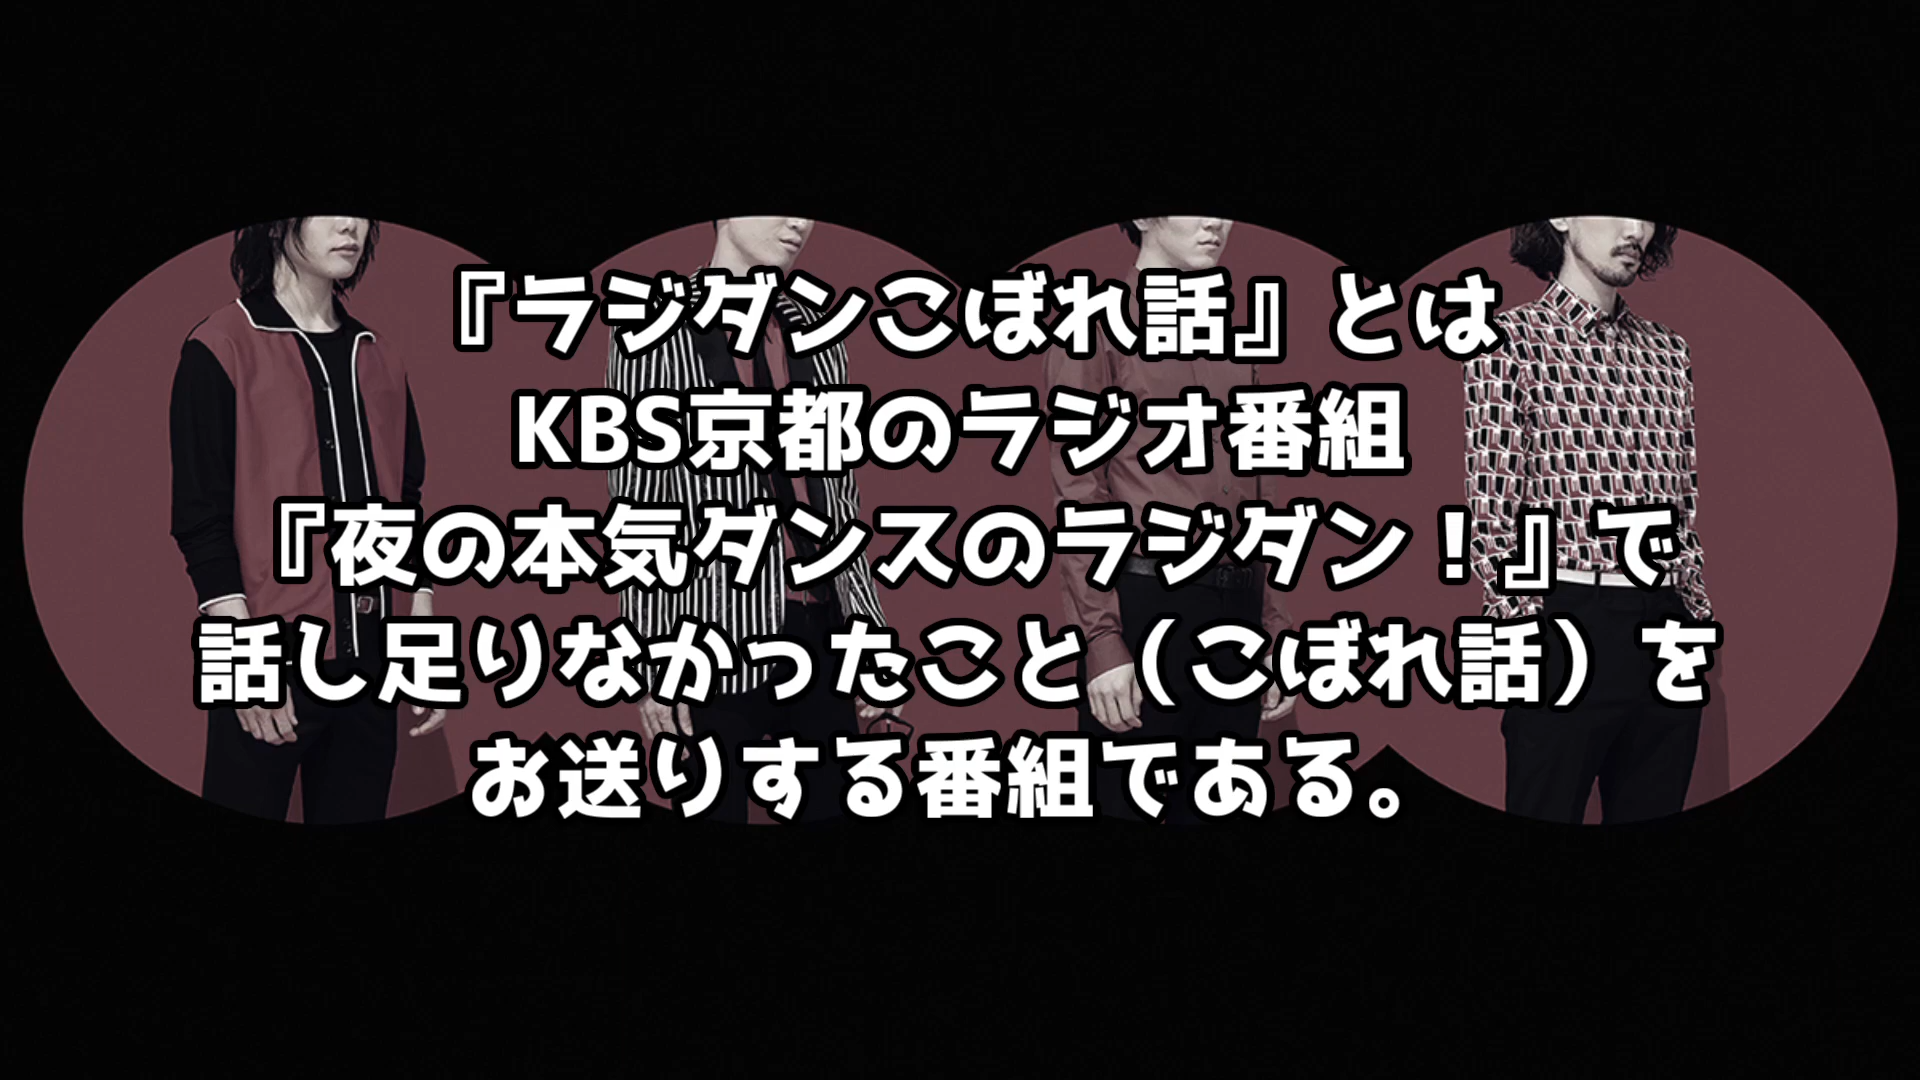 『ラジダンこぼれ話』とは
KBS京都のラジオ番組
『夜の本気ダンスのラジダン！』で
話し足りなかったこと（こぼれ話）を
お送りする番組である。